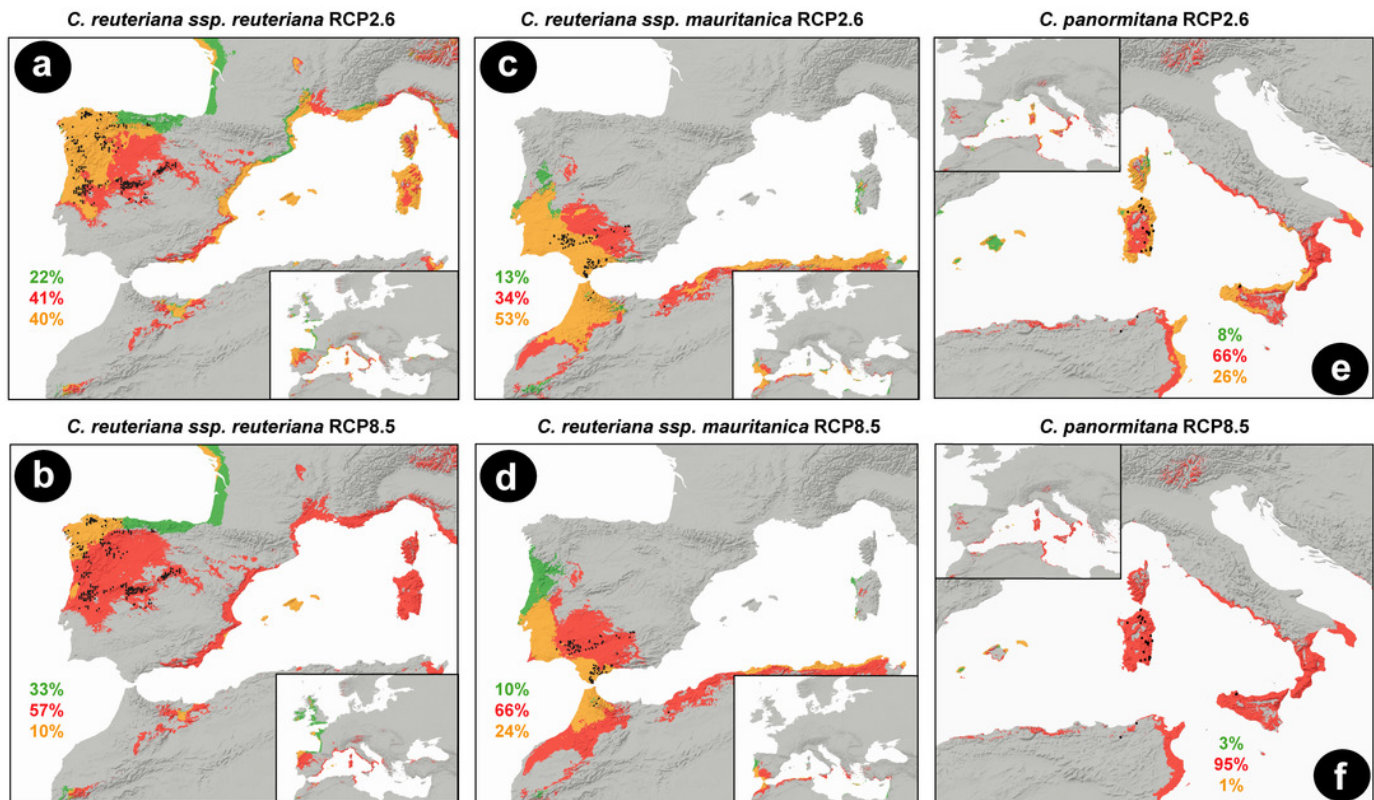 C. reuteriana ssp. reuteriana RCP2.6
a
22%
41%
40%
C. reuteriana ssp. mauritanica RCP2.6
c
13%
34%
53%
C. panormitana RCP2.6
8%
66%
26%
e
C. reuteriana ssp. reuteriana RCP8.5
b
33%
57%
10%
C. reuteriana ssp. mauritanica RCP8.5
d
10%
66%
24%
C. panormitana RCP8.5
3%
95%
1%
f